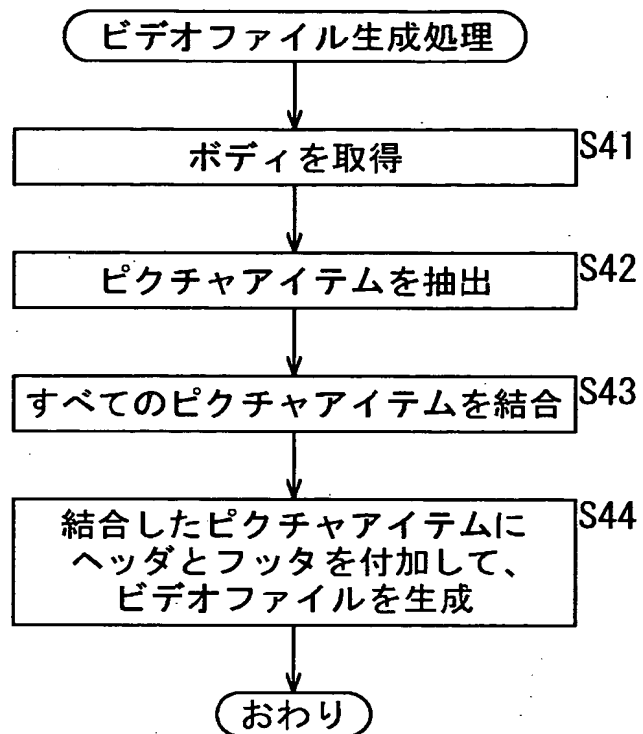 ビデオファイル生成処理
ボディを取得
S41
ピクチャアイテムを抽出
S42
すべてのピクチャアイテムを結合
S43
結合したピクチャアイテムに
ヘッダとフッタを付加して、
ビデオファイルを生成
S44
おわり